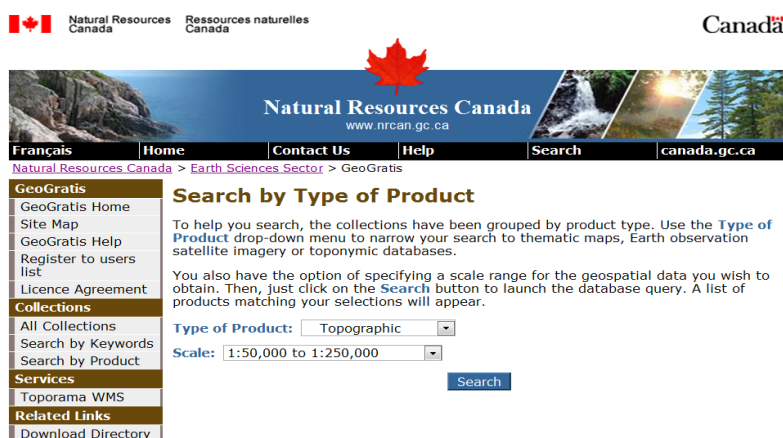 Natural Resources Ressources naturelles
Canada Canada
Canada
Natural Resources Canada
www.nrcan.gc.ca
Français Home Contact Us Help Search canada.gc.ca
Natural Resources Canada > Earth Sciences Sector > GeoGratis
GeoGratis
GeoGratis Home
Site Map
GeoGratis Help
Register to users
list
Licence Agreement
Collections
All Collections
Search by Keywords
Search by Product
Services
Toporama WMS
Related Links
Download Directory
Search by Type of Product
To help you search, the collections have been grouped by product type. Use the Type of
Product drop-down menu to narrow your search to thematic maps, Earth observation
satellite imagery or toponymic databases.
You also have the option of specifying a scale range for the geospatial data you wish to
obtain. Then, just click on the Search button to launch the database query. A list of
products matching your selections will appear.
Type of Product: Topographic
Scale: 1:50,000 to 1:250,000
Search